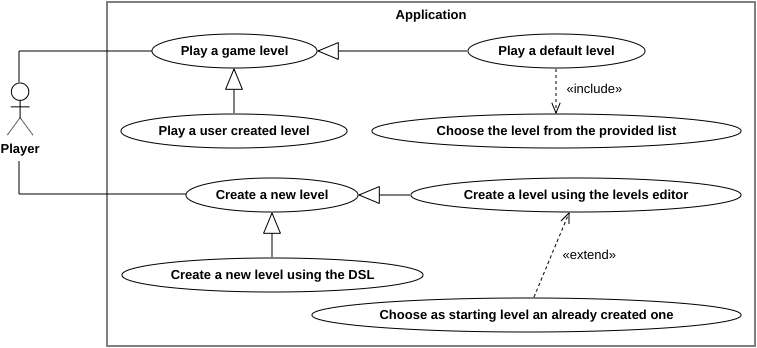 Application
Play a game level
Play a default level
«include»
Player
Play a user created level
Choose the level from the provided list
Create a new level
Create a level using the levels editor
«extend»
Create a new level using the DSL
Choose as starting level an already created one